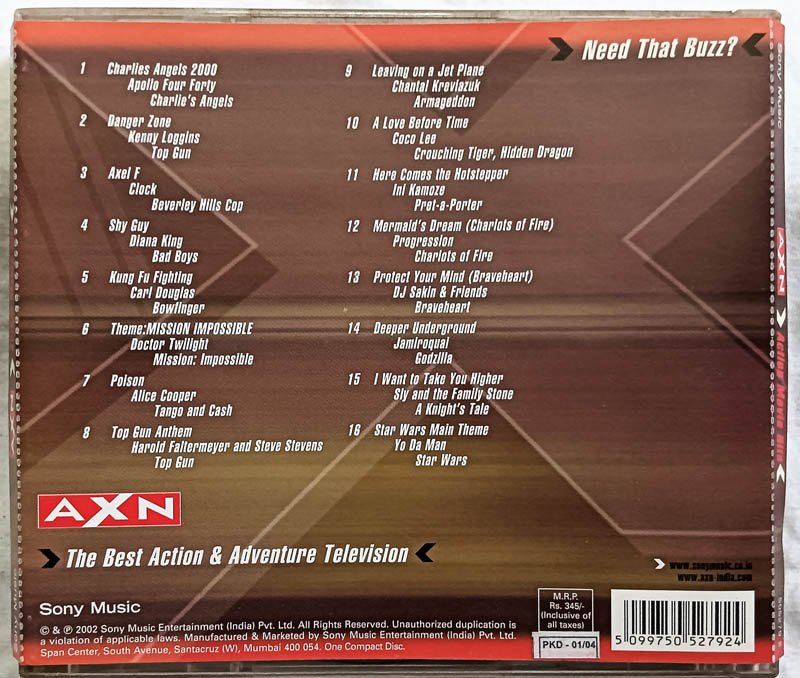 Need That Buzz?
1 Charlies Angels 2000
Apollo Four Forty
Charlie's Angels
2 Danger Zone
Kenny Loggins
Top Gun
3 Axel F
Clock
Beverley Hills Cop
4 Shy Guy
Diana King
Bad Boys
5 Kung Fu Fighting
Carl Douglas
Bowfinger
6 Theme:MISSION IMPOSSIBLE
Doctor Twilight
Mission: Impossible
7 Poison
Alice Cooper
Tango and Cash
8 Top Gun Anthem
Harold Faltermeyer and Steve Stevens
Top Gun
9 Leaving on a Jet Plane
Chantal Kreviazuk
Armageddon
10 A Love Before Time
Coco Lee
Crouching Tiger, Hidden Dragon
11 Here Comes the Hotstepper
Ini Kamoze
Pret-a-Porter
12 Mermaid's Dream (Chariots of Fire)
Progression
Chariots of Fire
13 Protect Your Mind (Braveheart)
DJ Sakin & Friends
Braveheart
14 Deeper Underground
Jamiroquai
Godzilla
15 I Want to Take You Higher
Sly and the Family Stone
A Knight's Tale
16 Star Wars Main Theme
Yo Da Man
Star Wars
AXN
The Best Action & Adventure Television
www.sonymusic.co.in
www.axn-india.com
Sony Music
© & ℗ 2002 Sony Music Entertainment (India) Pvt. Ltd. All Rights Reserved. Unauthorized duplication is
a violation of applicable laws. Manufactured & Marketed by Sony Music Entertainment (India) Pvt. Ltd.
Span Center, South Avenue, Santacruz (W), Mumbai 400 054. One Compact Disc.
M.R.P.
Rs. 345/-
(Inclusive of
all taxes)
PKD - 01/04
5 099750 527924
Sony Music
AXN Action Movie Hits